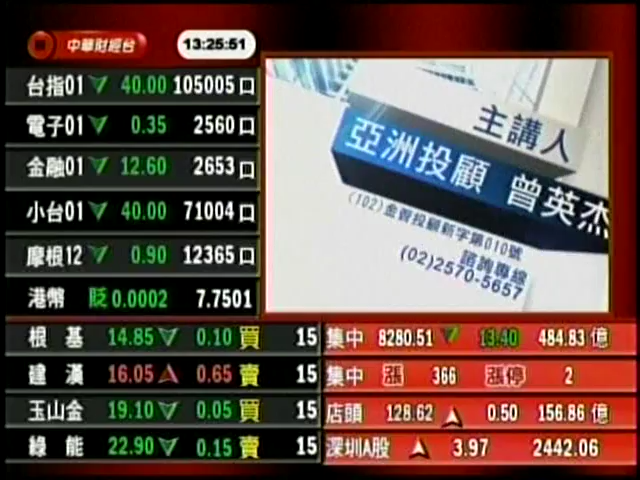 中華財經台
13:25:51
台指01 40.00 105005口
電子01 0.35 2560口
金融01 12.60 2653口
小台01 40.00 71004口
摩根12 0.90 12365口
港幣 貶 0.0002 7.7501
主講人
亞洲投顧 曾英杰
(102)金管投顧新字第010號
諮詢專線
(02)2570-5657
根基 14.85 0.10 買 15
建漢 16.05 0.65 賣 15
玉山金 19.10 0.05 買 15
綠能 22.90 0.15 賣 15
集中 8280.51 13.40 484.83 億
集中 漲 366 漲停 2
店頭 128.62 0.50 156.86 億
深圳A股 3.97 2442.06